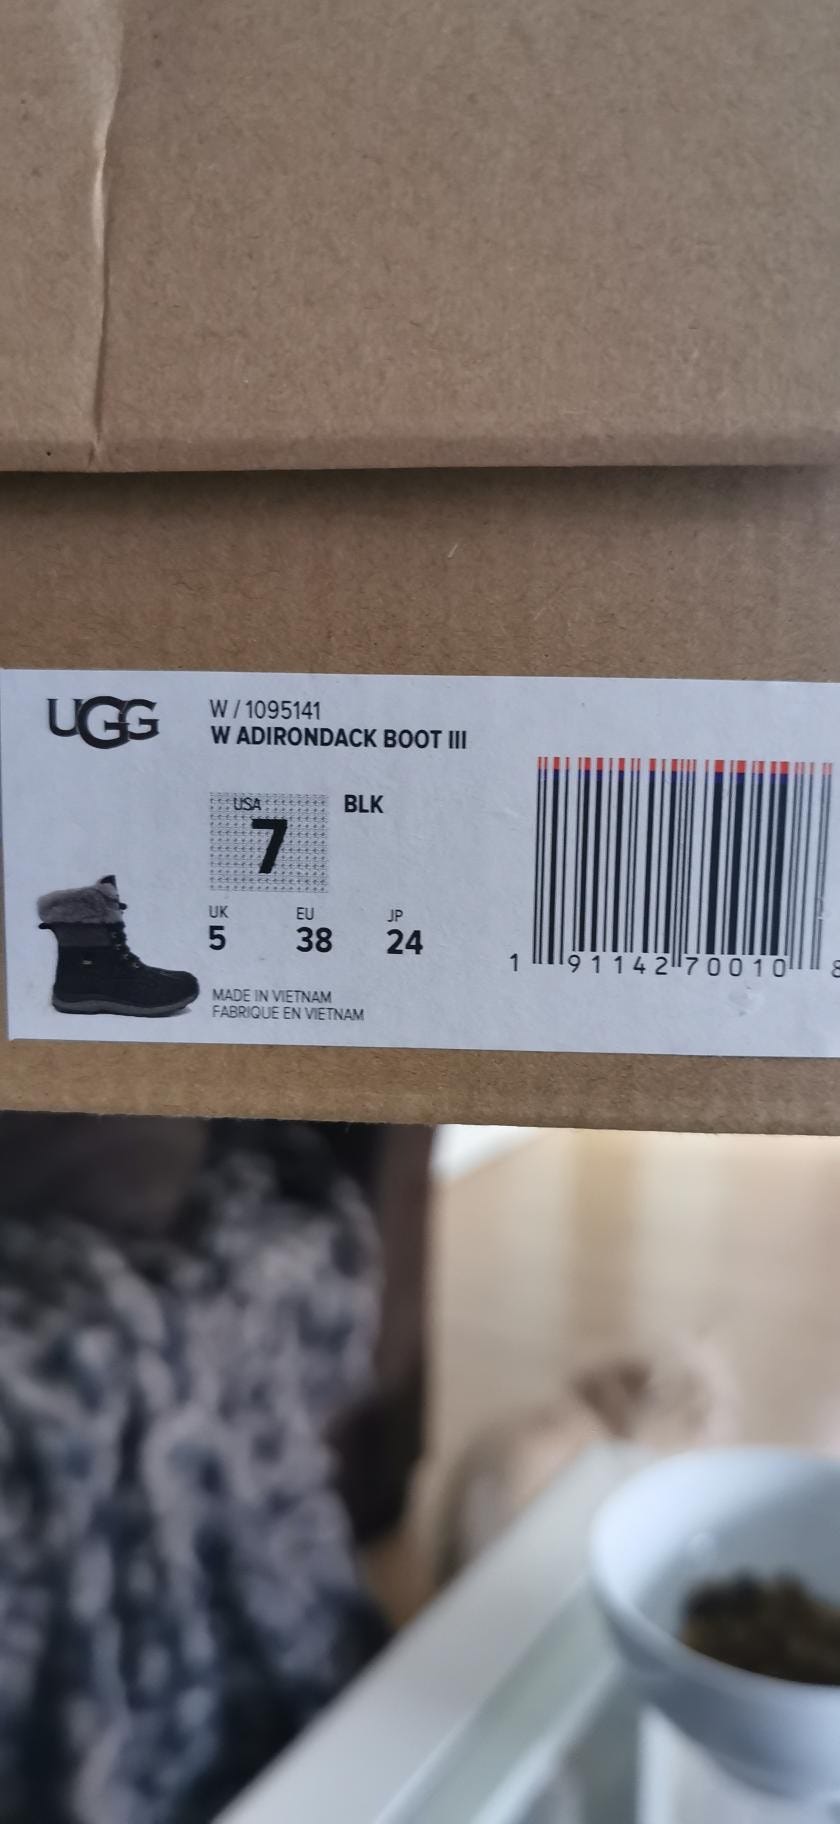 UGG
W / 1095141
W ADIRONDACK BOOT III
USA
7
BLK
UK EU JP
5 38 24
MADE IN VIETNAM
FABRIQUE EN VIETNAM
1 91142 70010 8